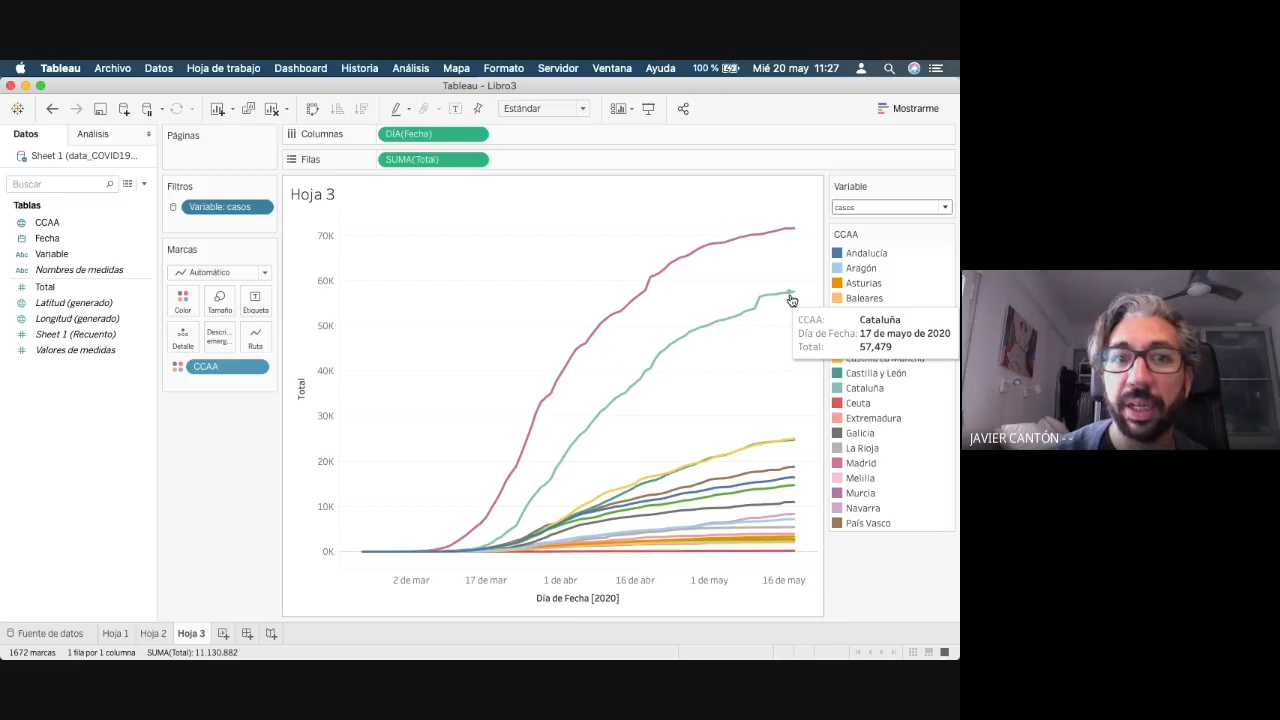 Tableau Archivo Datos Hoja de trabajo Dashboard Historia Análisis Mapa Formato Servidor Ventana Ayuda 100 % Mié 20 may 11:27
Tableau - Libro3
Estándar
Mostrarme
Datos Análisis
Páginas
Columnas
DÍA(Fecha)
Sheet 1 (data_COVID19...
Filas
SUMA(Total)
Buscar
Filtros
Variable: casos
Tablas
CCAA
Fecha
Abc Variable
Abc Nombres de medidas
Total
Latitud (generado)
Longitud (generado)
Sheet 1 (Recuento)
Valores de medidas
Marcas
Automático
Color Tamaño Etiqueta
Detalle Descri... emerg... Ruta
CCAA
Hoja 3
70K
60K
50K
40K
30K
20K
10K
0K
Total
2 de mar 17 de mar 1 de abr 16 de abr 1 de may 16 de may
Día de Fecha [2020]
CCAA: Cataluña
Día de Fecha: 17 de mayo de 2020
Total: 57,479
Variable
casos
CCAA
Andalucía
Aragón
Asturias
Baleares
Castilla La Mancha
Castilla y León
Cataluña
Ceuta
Extremadura
Galicia
La Rioja
Madrid
Melilla
Murcia
Navarra
País Vasco
JAVIER CANTÓN - -
Fuente de datos Hoja 1 Hoja 2 Hoja 3
1672 marcas 1 fila por 1 columna SUMA(Total): 11.130.882